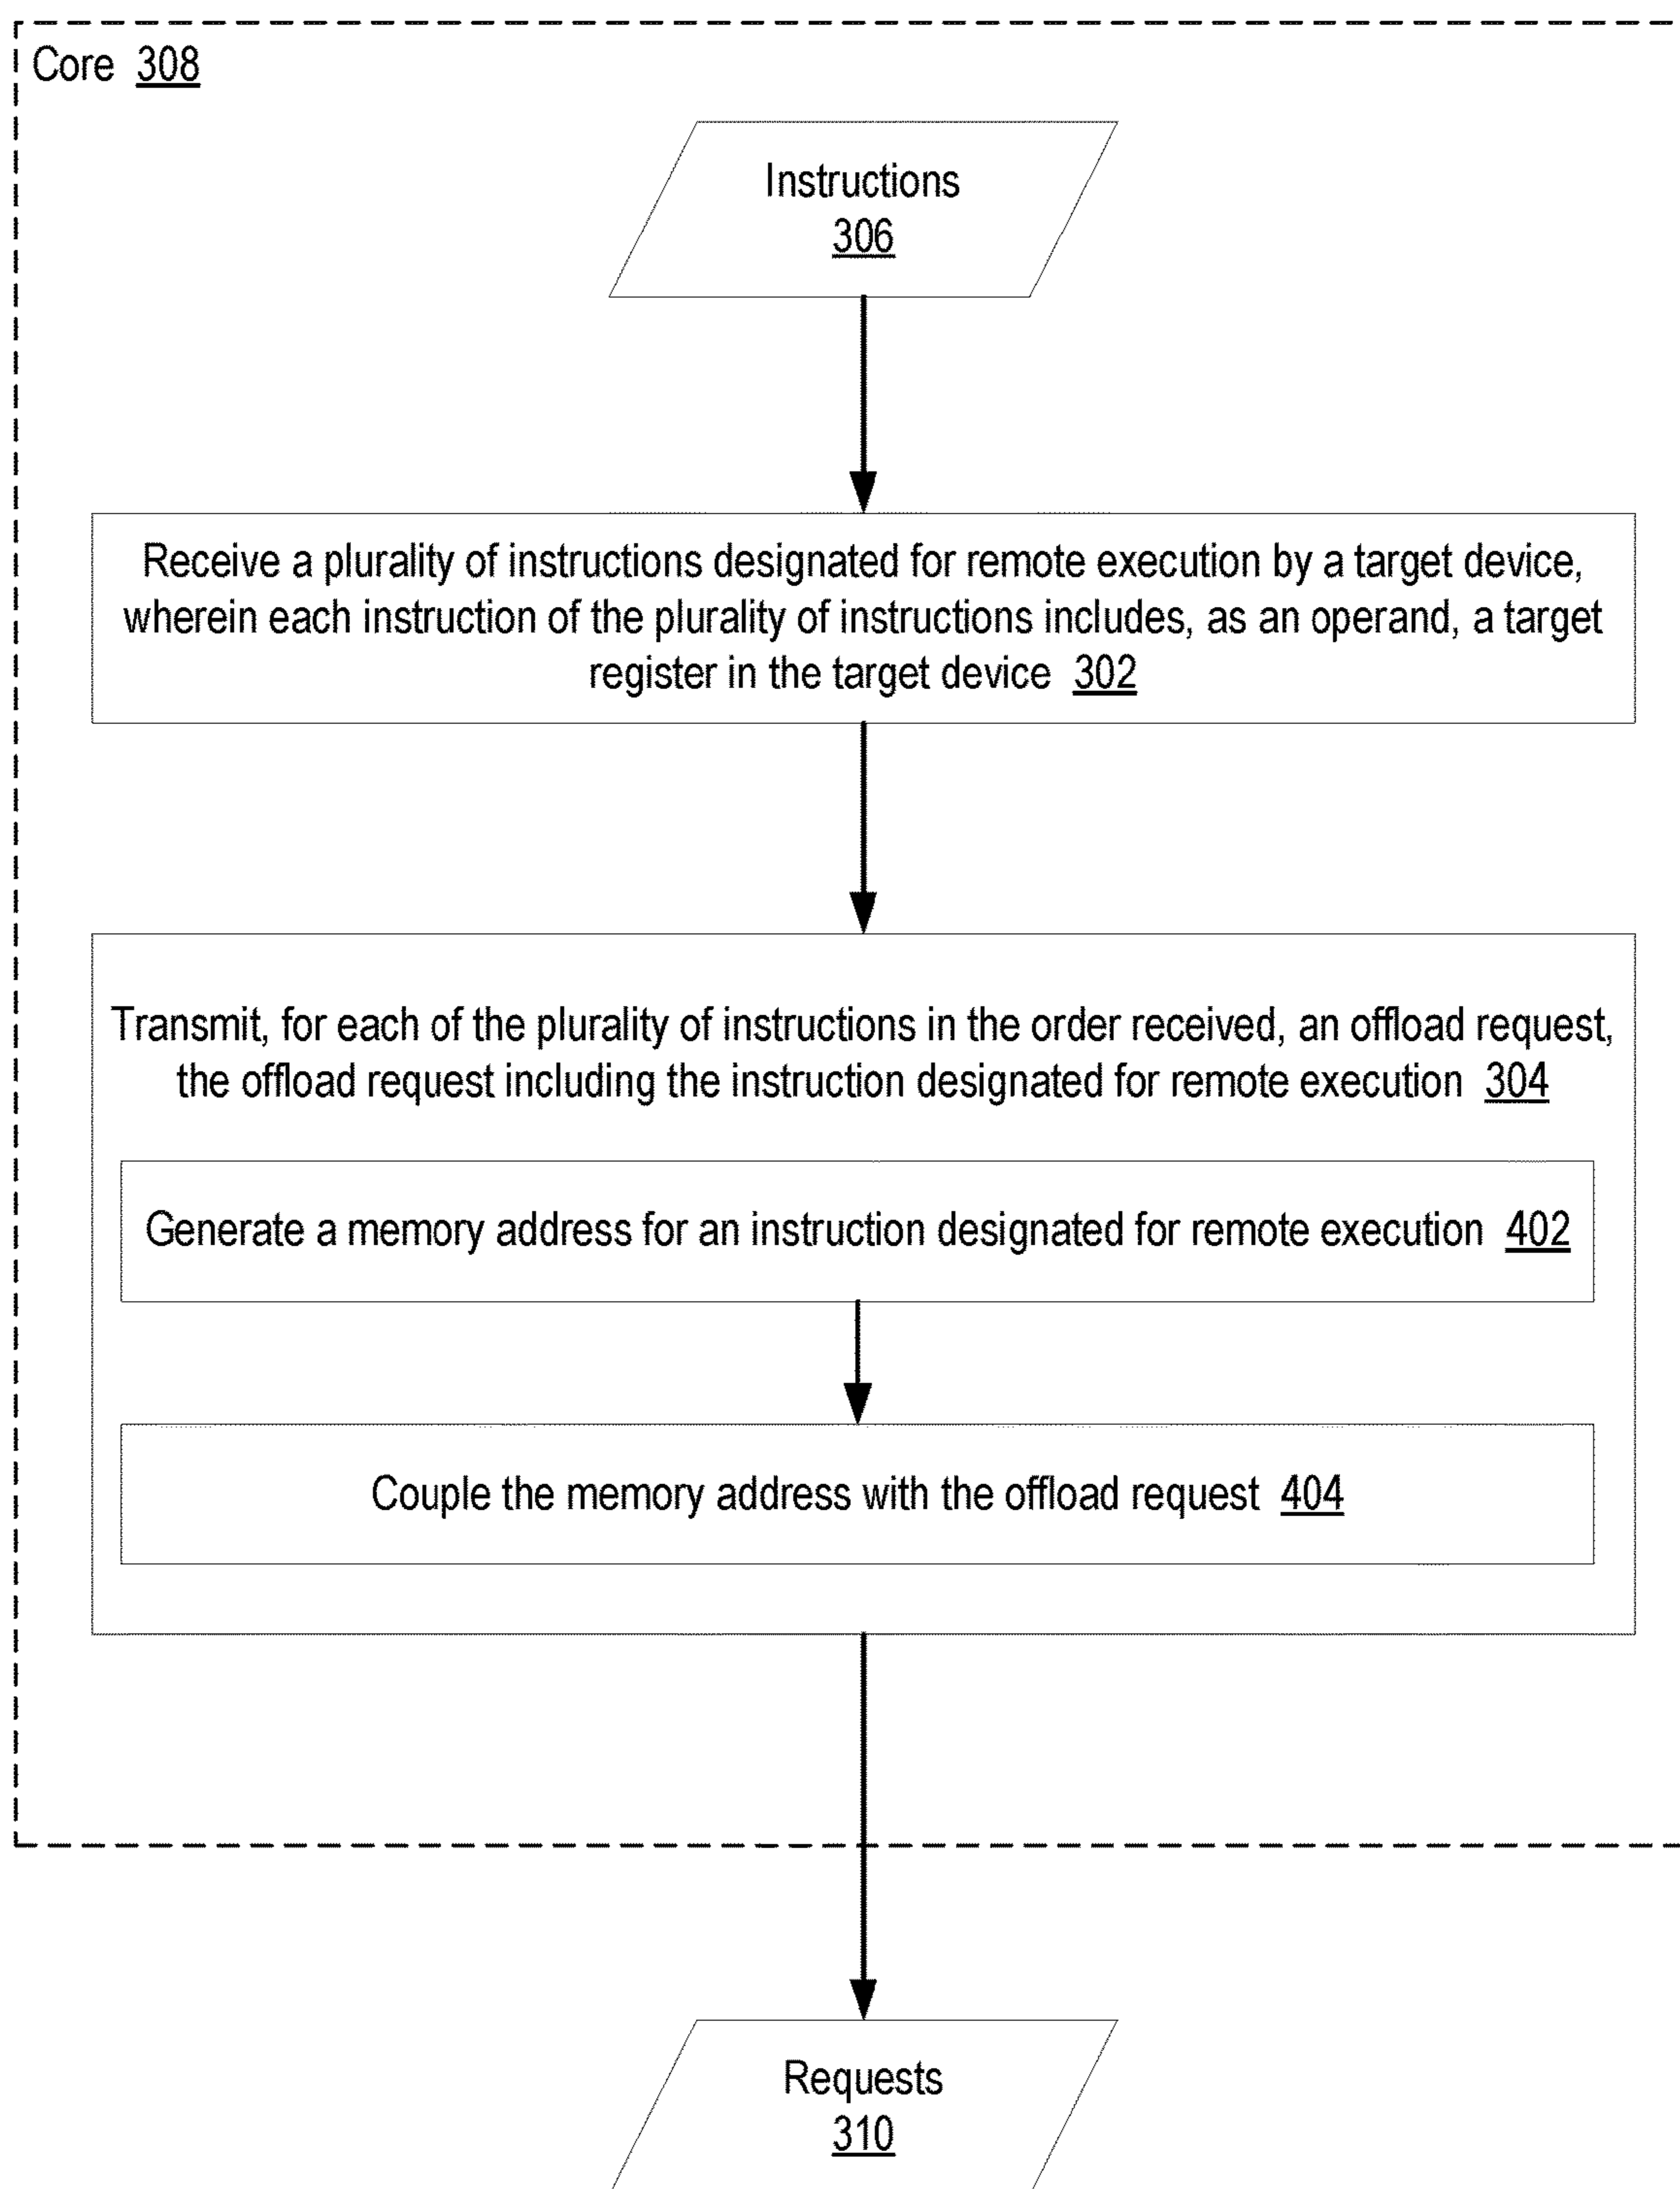 Core 308
Instructions
306
Receive a plurality of instructions designated for remote execution by a target device,
wherein each instruction of the plurality of instructions includes, as an operand, a target
register in the target device 302
Transmit, for each of the plurality of instructions in the order received, an offload request,
the offload request including the instruction designated for remote execution 304
Generate a memory address for an instruction designated for remote execution 402
Couple the memory address with the offload request 404
Requests
310